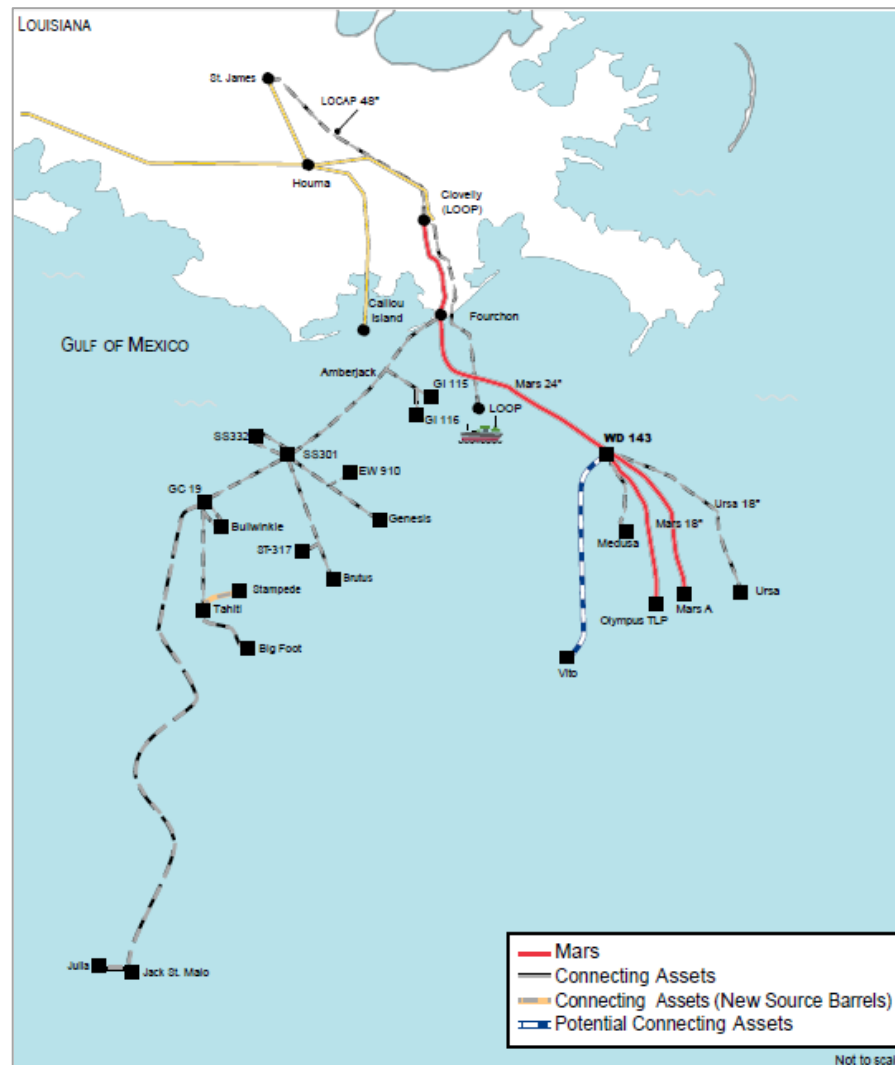 LOUISIANA
St. James
LOCAP 48"
Houma
Clovelly
(LOOP)
Caillou
Island
Fourchon
GULF OF MEXICO
Amberjack
GI 115
Mars 24"
GI 116
LOOP
SS332
SS301
WD 143
EW 910
GC 19
Ursa 18"
Genesis
Bullwinkle
Mars 18"
Medusa
ST-317
Brutus
Stampede
Ursa
Mars A
Tahiti
Olympus TLP
Big Foot
Vito
Julia
Jack St. Malo
Mars
Connecting Assets
Connecting Assets (New Source Barrels)
Potential Connecting Assets
Not to scal